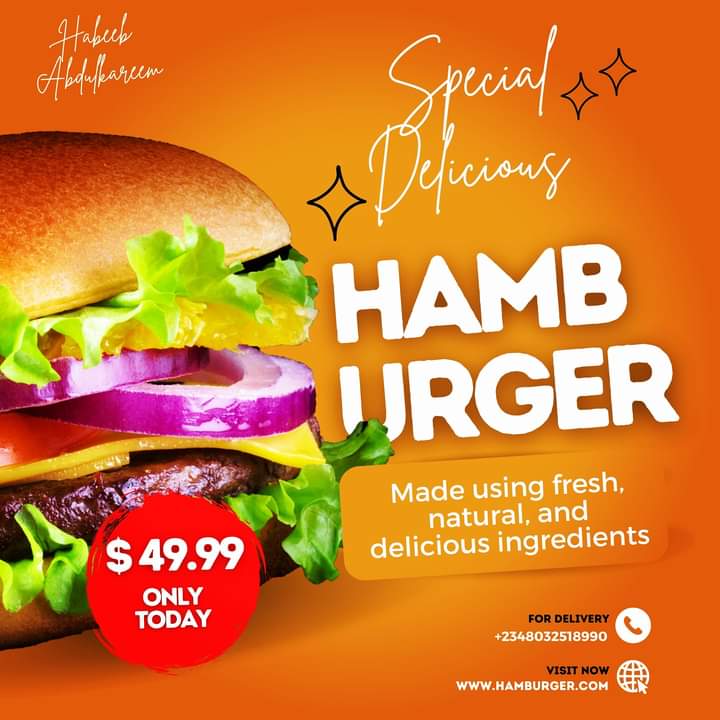 Habeeb
Abdulkareem
Special
Delicious
HAMB
URGER
Made using fresh,
natural, and
delicious ingredients
$ 49.99
ONLY
TODAY
FOR DELIVERY
+2348032518990
VISIT NOW
WWW.HAMBURGER.COM